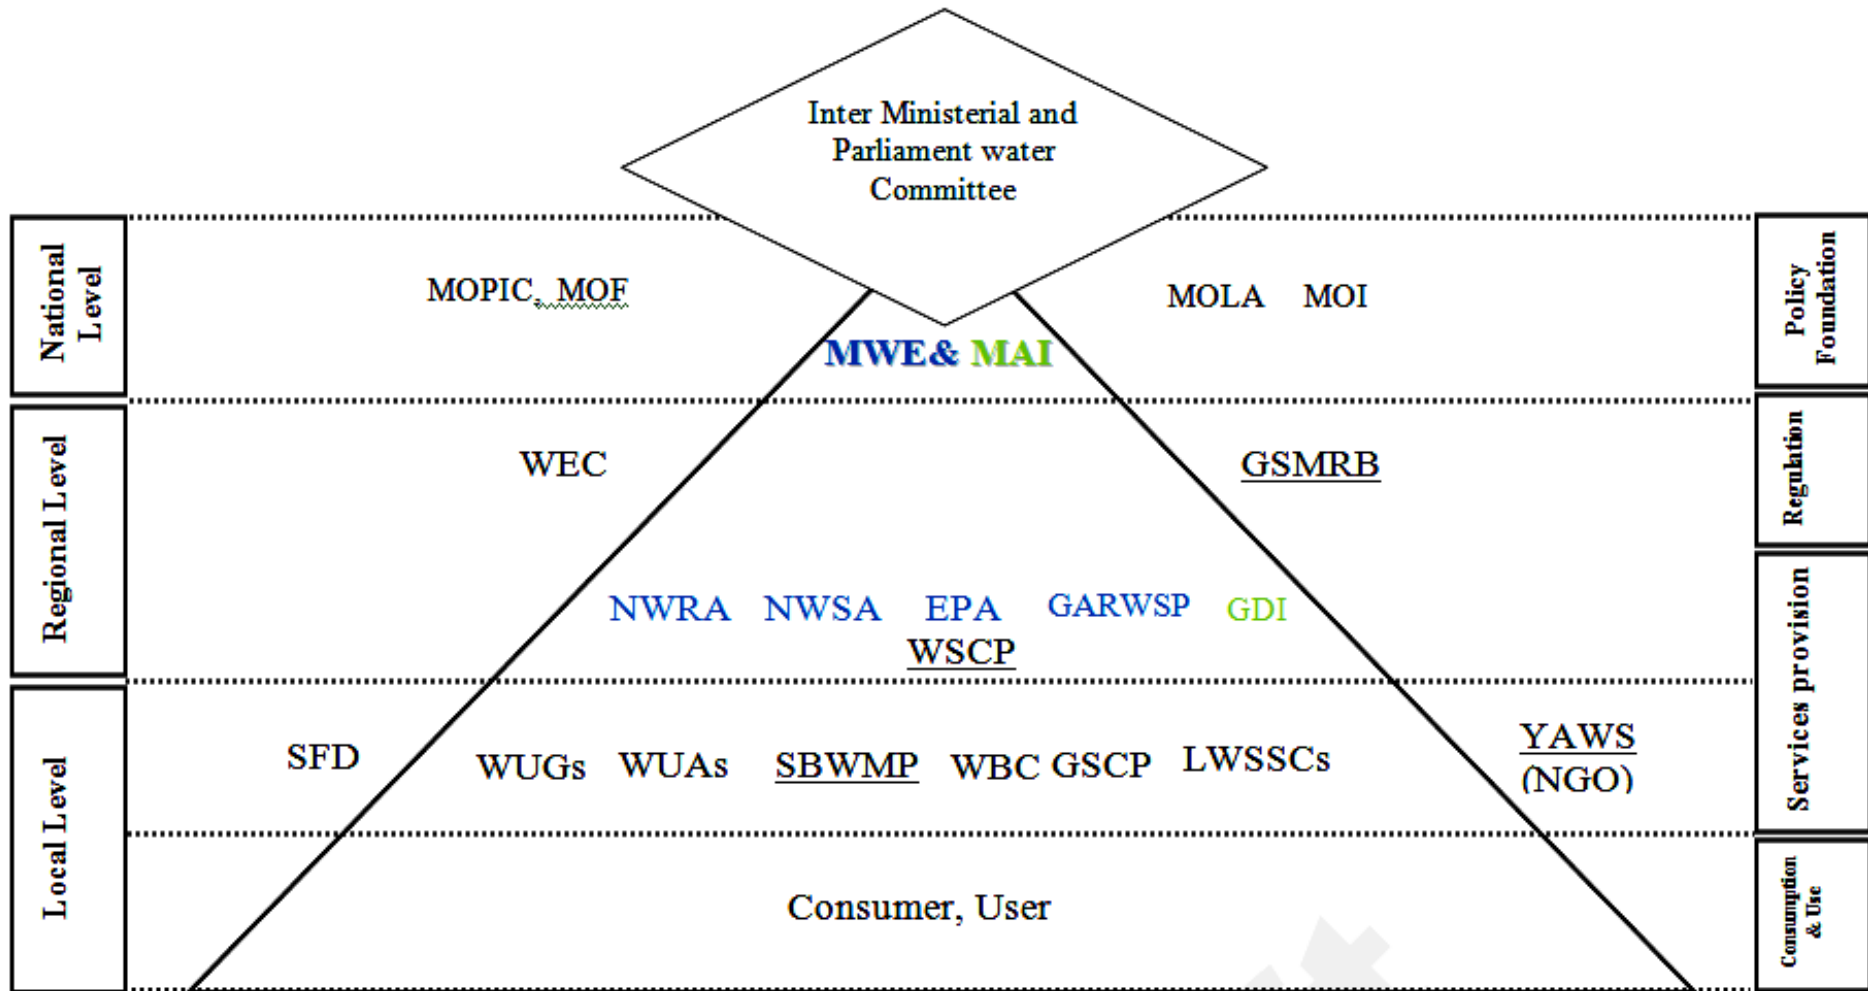 Inter Ministerial and
Parliament water
Committee
National
Level
MOPIC, MOF
MOLA MOI
Policy
Foundation
MWE& MAI
Regional Level
WEC
GSMRB
Regulation
NWRA NWSA EPA GARWSP GDI
WSCP
Services provision
Local Level
SFD
WUGs WUAs SBWMP WBC GSCP LWSSCs
YAWS
(NGO)
Consumer, User
Consumption
& Use